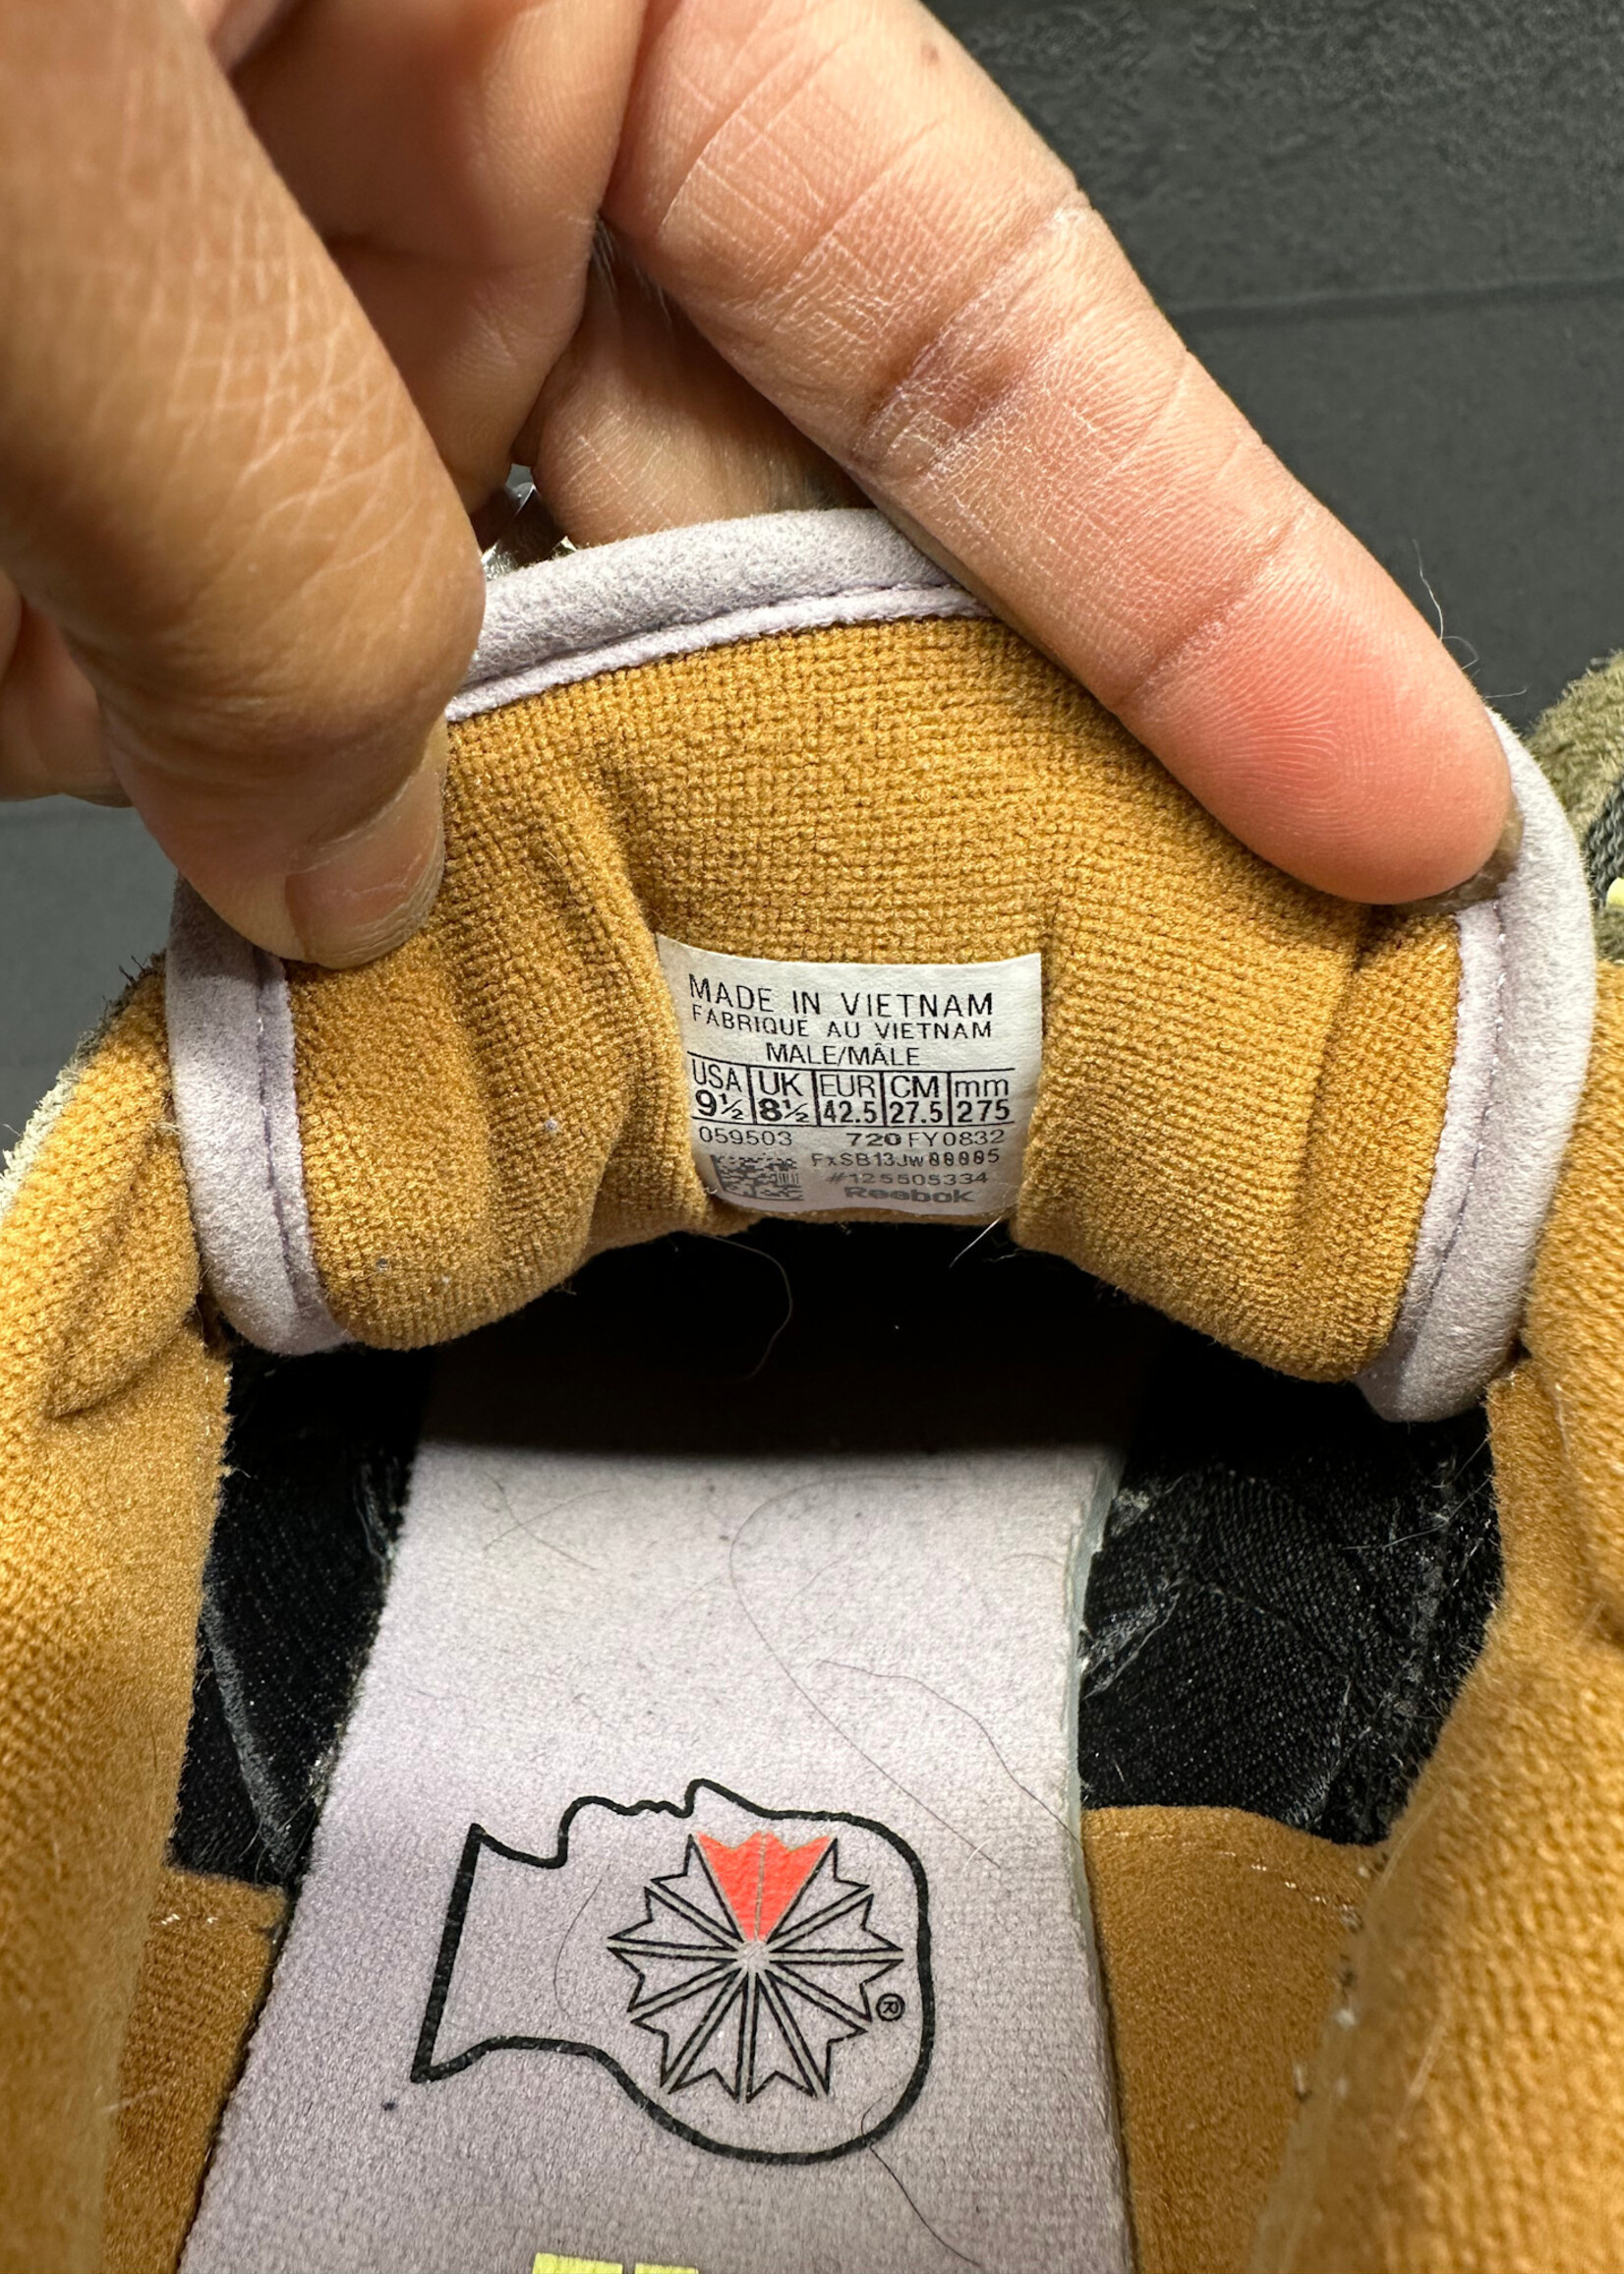 MADE IN VIETNAM
FABRIQUE AU VIETNAM
MALE/MÂLE
USA UK EUR CM mm
9½ 8½ 42.5 27.5 275
059503 720 FY0832
FxSB13JW00005
#125505334
Reebok
®